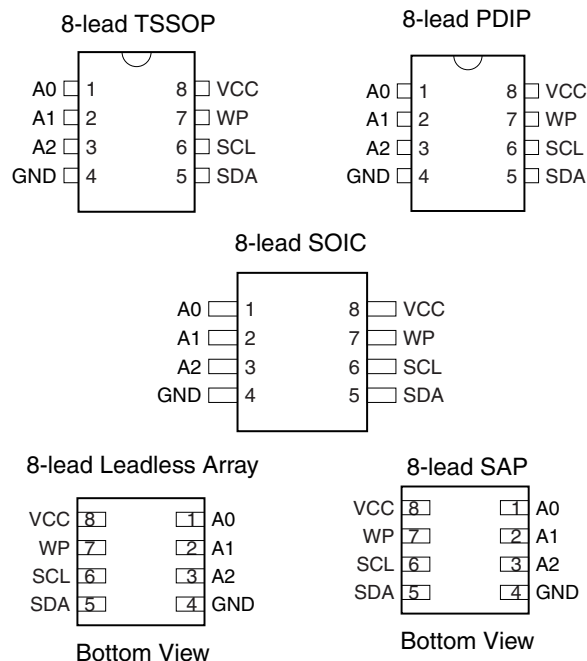 8-lead TSSOP
A0 1 8 VCC
A1 2 7 WP
A2 3 6 SCL
GND 4 5 SDA
8-lead PDIP
A0 1 8 VCC
A1 2 7 WP
A2 3 6 SCL
GND 4 5 SDA
8-lead SOIC
A0 1 8 VCC
A1 2 7 WP
A2 3 6 SCL
GND 4 5 SDA
8-lead Leadless Array
VCC 8 1 A0
WP 7 2 A1
SCL 6 3 A2
SDA 5 4 GND
Bottom View
8-lead SAP
VCC 8 1 A0
WP 7 2 A1
SCL 6 3 A2
SDA 5 4 GND
Bottom View